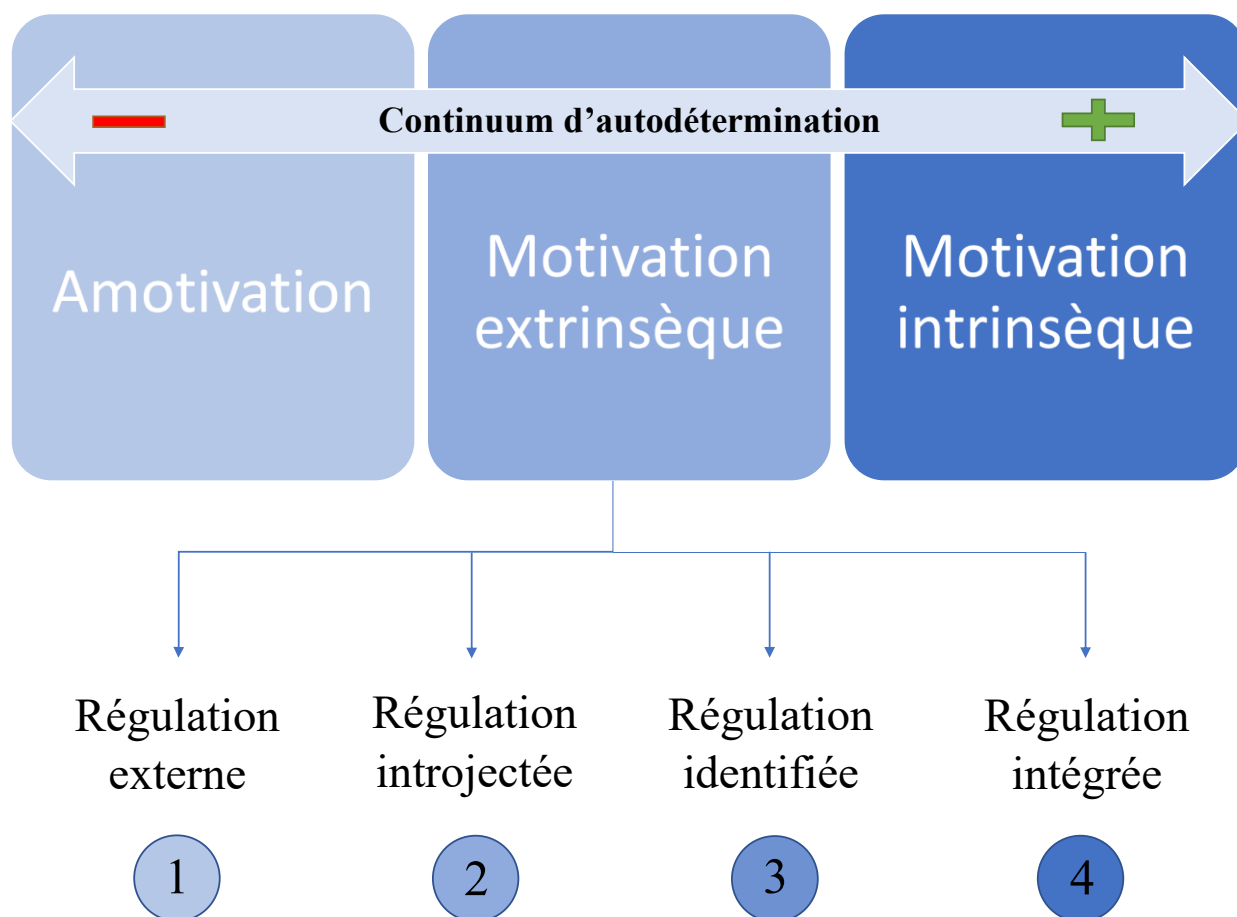 Continuum d'autodétermination
Amotivation
Motivation
extrinsèque
Motivation
intrinsèque
Régulation
externe
Régulation
introjectée
Régulation
identifiée
Régulation
intégrée
1
2
3
4